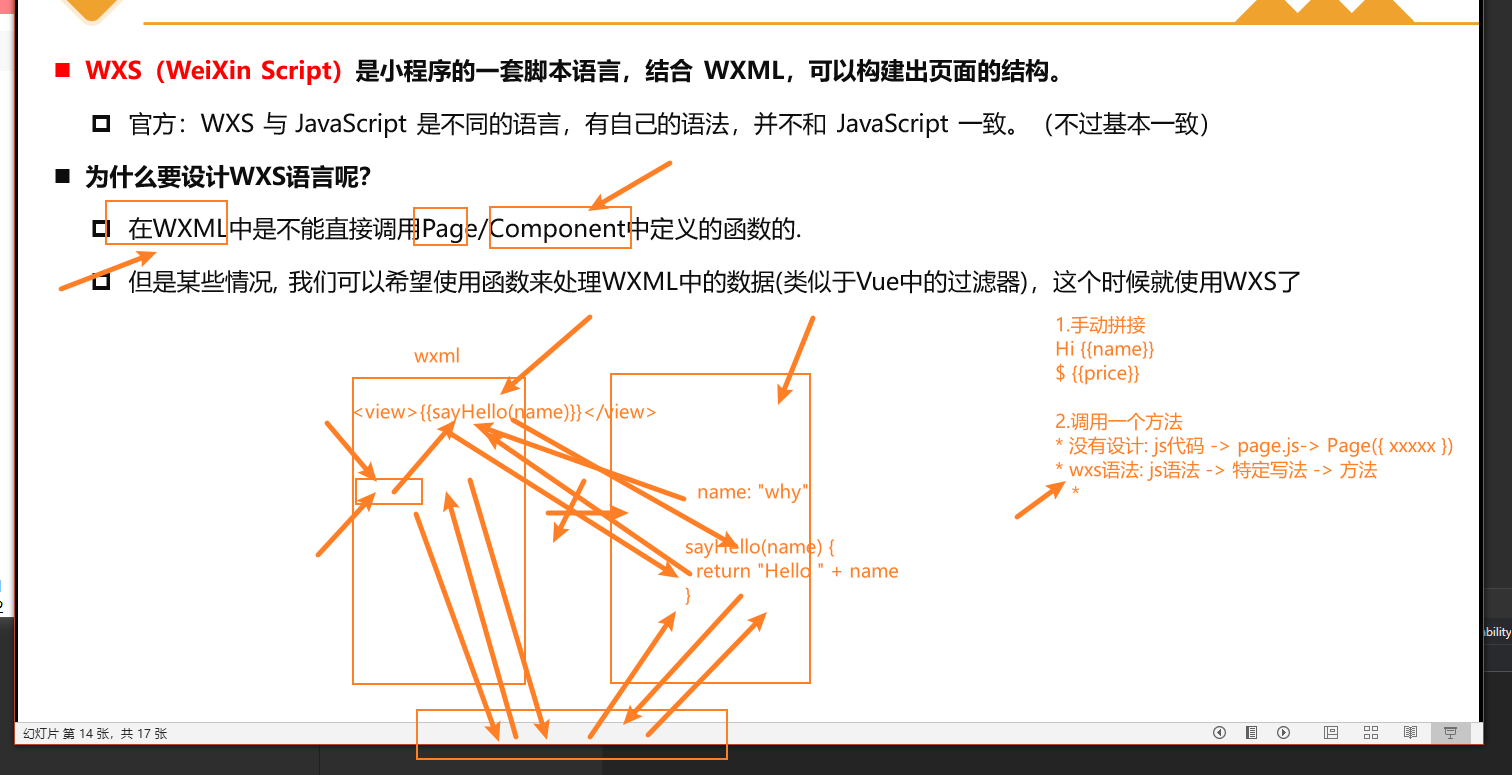 WXS（WeiXin Script）是小程序的一套脚本语言，结合 WXML，可以构建出页面的结构。
官方：WXS 与 JavaScript 是不同的语言，有自己的语法，并不和 JavaScript 一致。（不过基本一致）
为什么要设计WXS语言呢？
在WXML中是不能直接调用Page/Component中定义的函数的.
但是某些情况, 我们可以希望使用函数来处理WXML中的数据(类似于Vue中的过滤器)，这个时候就使用WXS了
1.手动拼接
Hi {{name}}
$ {{price}}
wxml
<view>{{sayHello(name)}}</view>
2.调用一个方法
* 没有设计: js代码 -> page.js-> Page({ xxxxx })
* wxs语法: js语法 -> 特定写法 -> 方法
*
name: "why"
sayHello(name) {
return "Hello " + name
}
bility
幻灯片 第 14 张，共 17 张